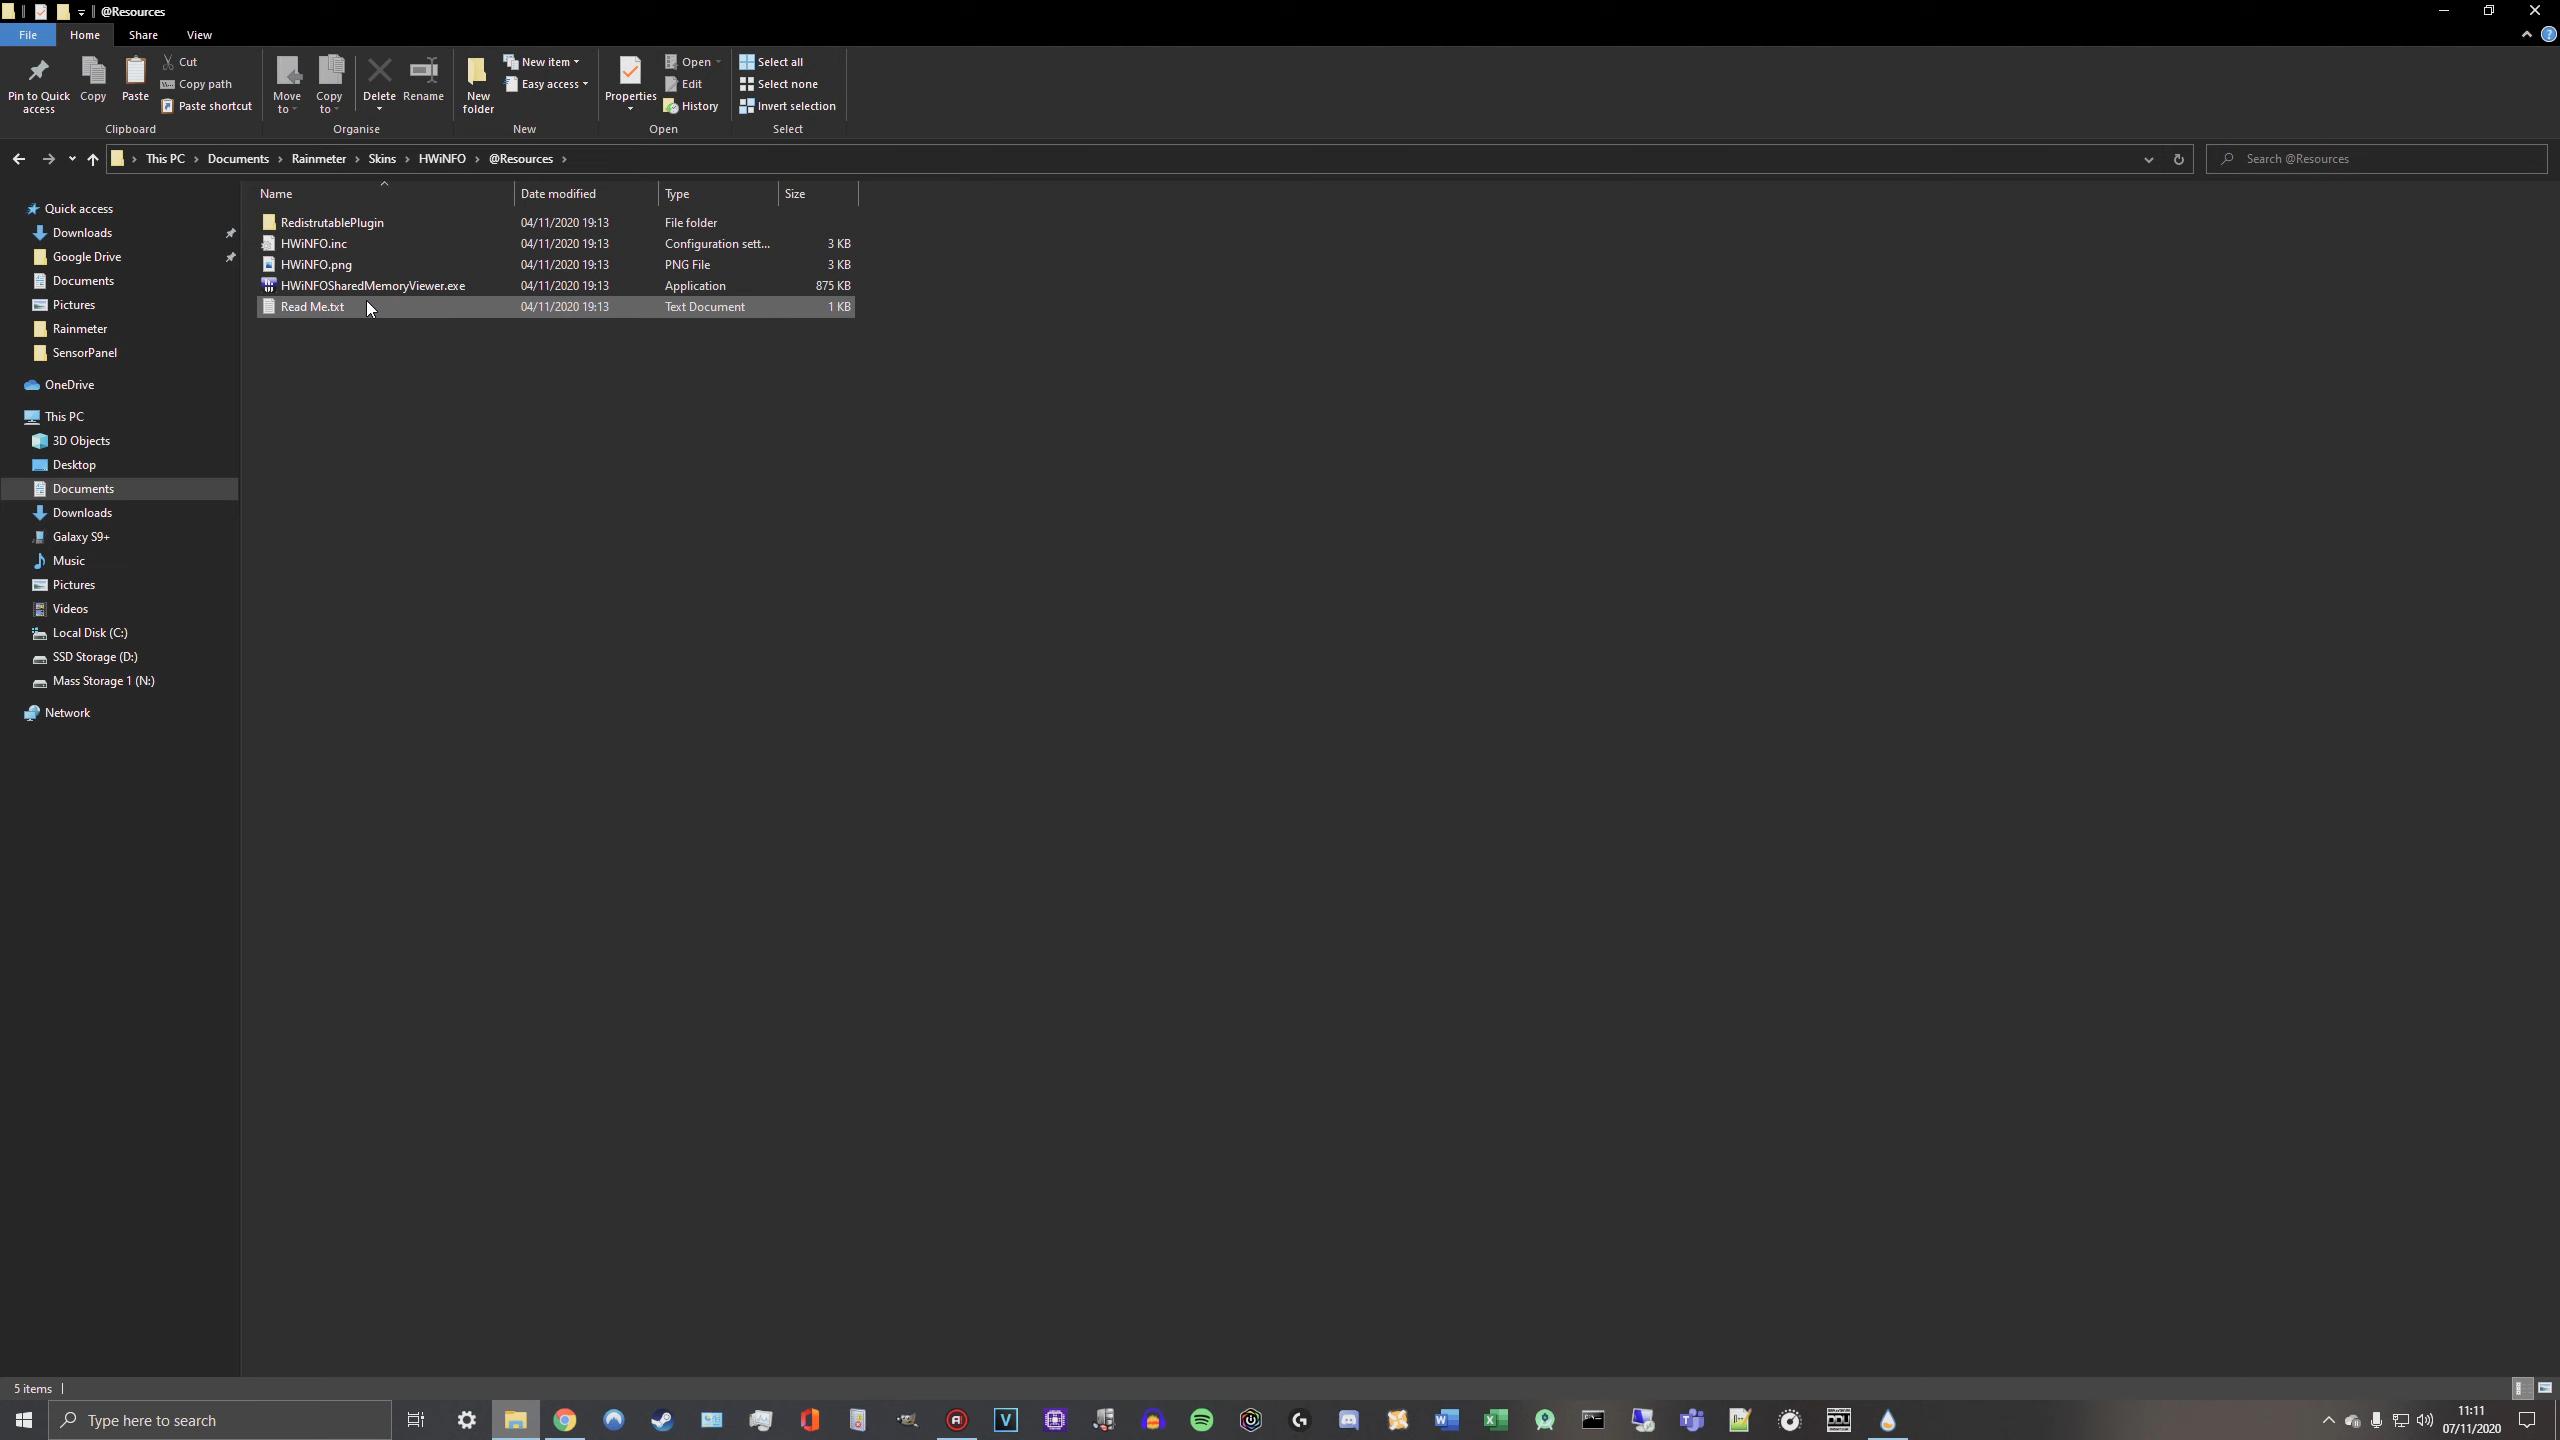 @Resources
File Home Share View
Pin to Quick access
Copy
Paste
Cut
Copy path
Paste shortcut
Clipboard
Move to
Copy to
Delete
Rename
Organise
New folder
New item
Easy access
New
Properties
Open
Edit
History
Open
Select all
Select none
Invert selection
Select
This PC > Documents > Rainmeter > Skins > HWiNFO > @Resources >
Search @Resources
Name Date modified Type Size
RedistrutablePlugin 04/11/2020 19:13 File folder
HWiNFO.inc 04/11/2020 19:13 Configuration sett... 3 KB
HWiNFO.png 04/11/2020 19:13 PNG File 3 KB
HWiNFOSharedMemoryViewer.exe 04/11/2020 19:13 Application 875 KB
Read Me.txt 04/11/2020 19:13 Text Document 1 KB
Quick access
Downloads
Google Drive
Documents
Pictures
Rainmeter
SensorPanel
OneDrive
This PC
3D Objects
Desktop
Documents
Downloads
Galaxy S9+
Music
Pictures
Videos
Local Disk (C:)
SSD Storage (D:)
Mass Storage 1 (N:)
Network
5 items
Type here to search
11:11
07/11/2020